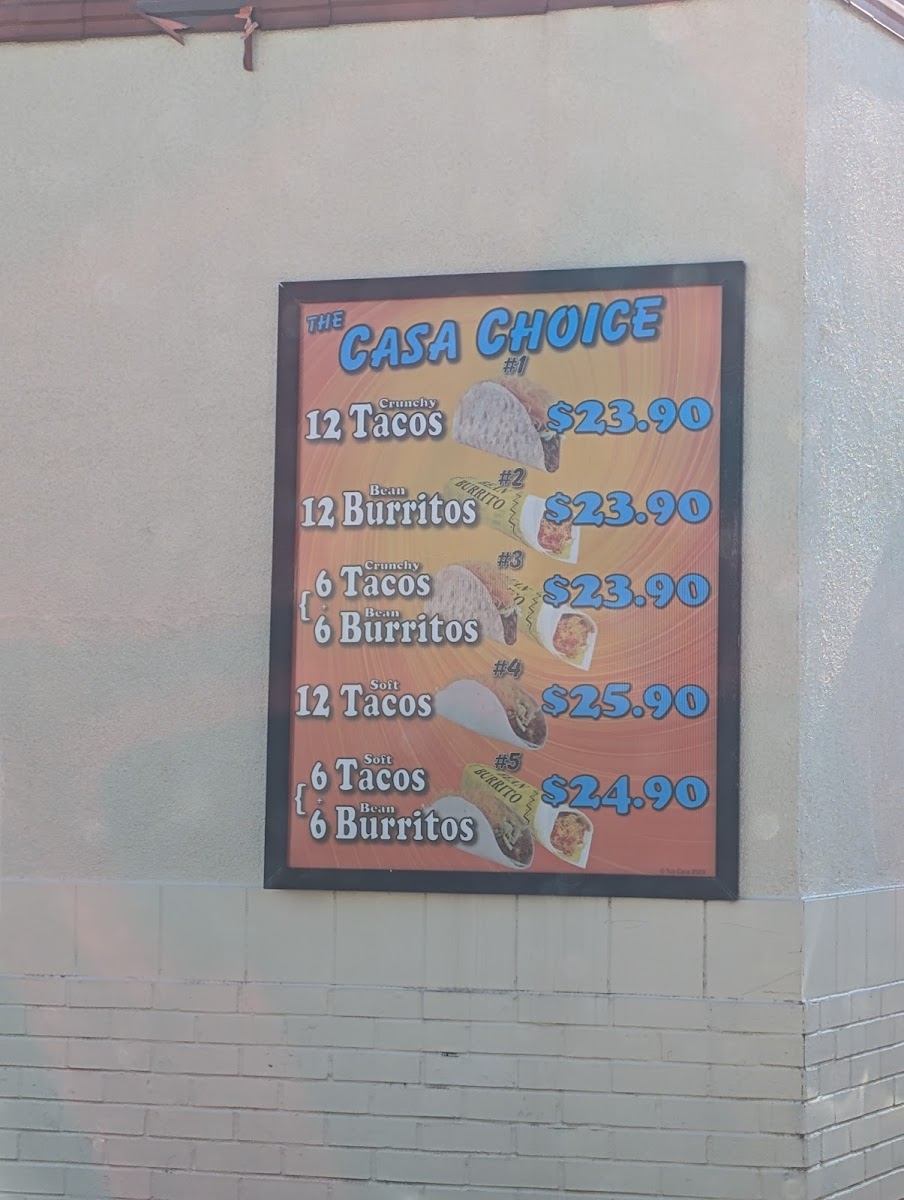 THE
CASA CHOICE
#1
Crunchy
12 Tacos $23.90
#2
Bean
12 Burritos BURRITO $23.90
#3
Crunchy
6 Tacos
+
Bean
6 Burritos
$23.90
#4
Soft
12 Tacos $25.90
#5
Soft
6 Tacos
+
Bean
6 Burritos
BURRITO
$24.90